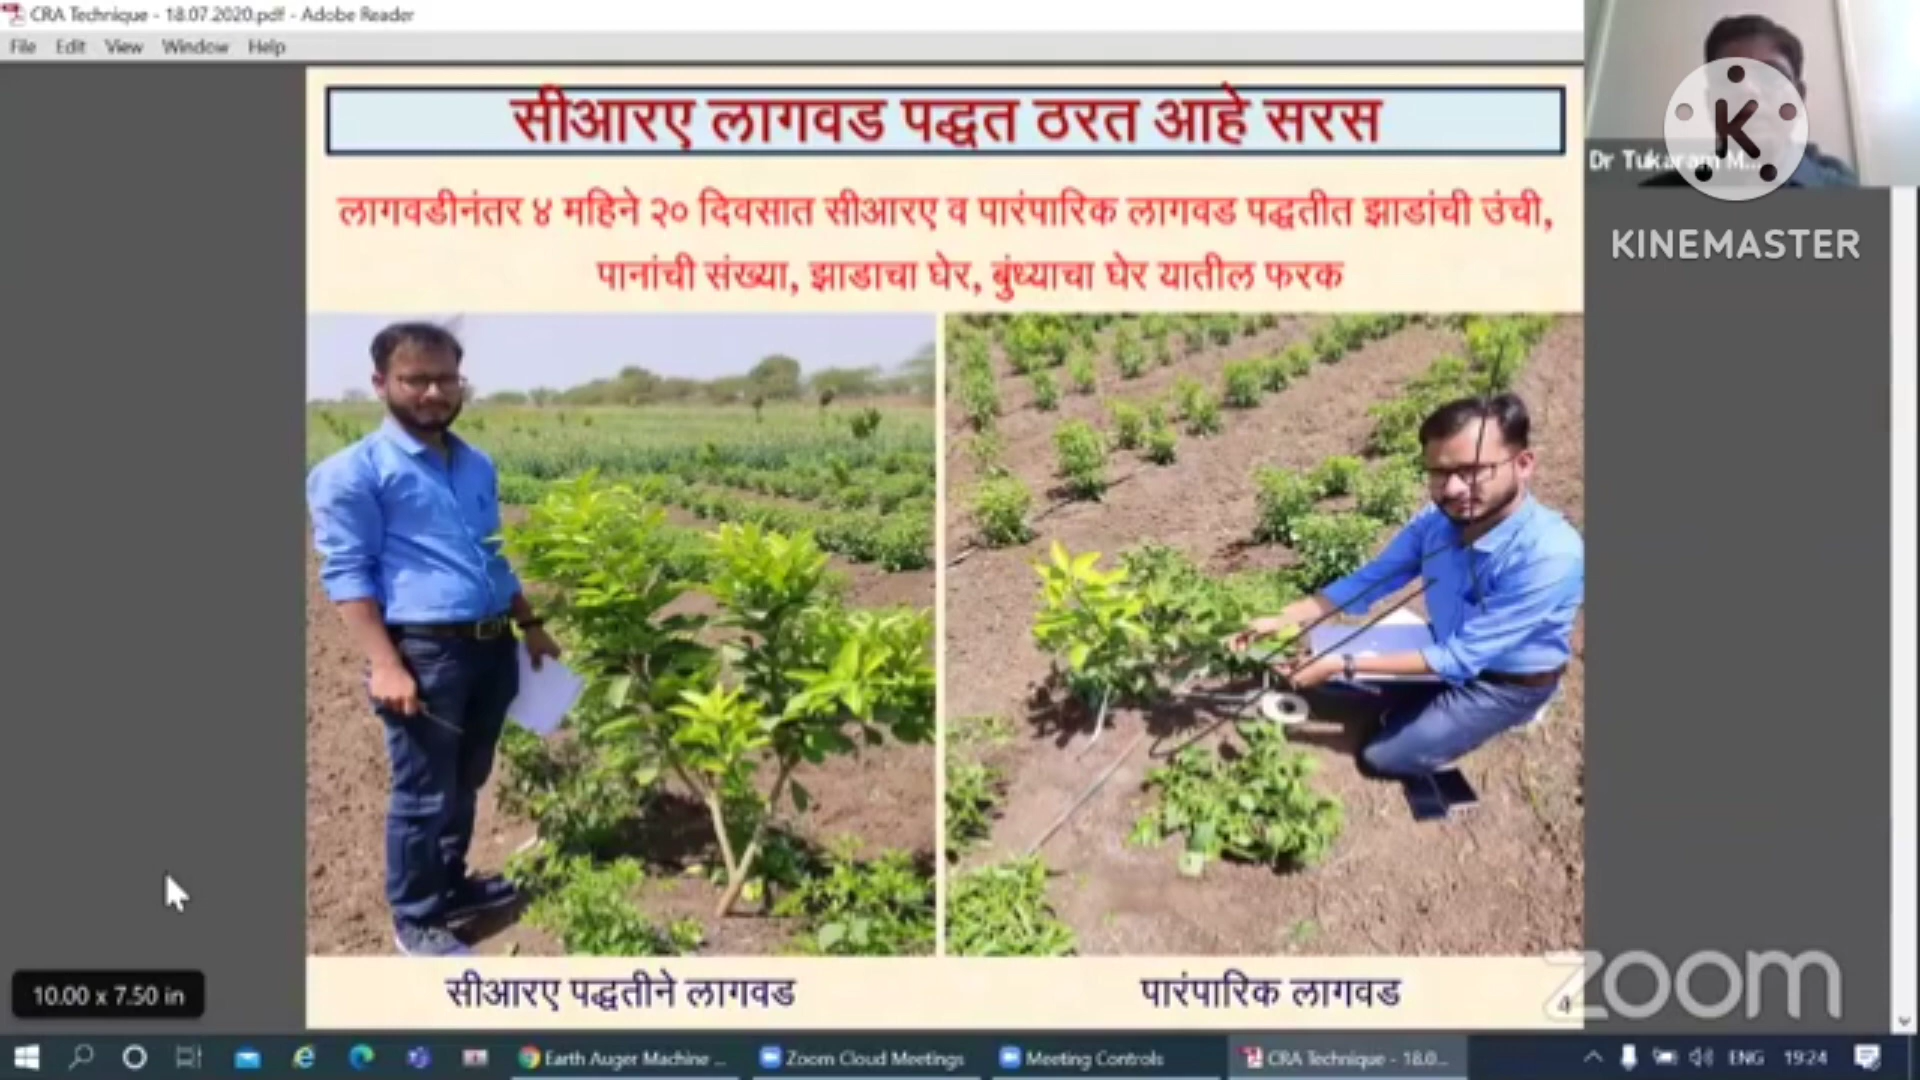 CRA Technique - 18.07.2020.pdf - Adobe Reader
File Edit View Window Help
सीआरए लागवड पद्धत ठरत आहे सरस
लागवडीनंतर ४ महिने २० दिवसात सीआरए व पारंपारिक लागवड पद्धतीत झाडांची उंची,
पानांची संख्या, झाडाचा घेर, बुंध्याचा घेर यातील फरक
सीआरए पद्धतीने लागवड
पारंपारिक लागवड
4
Dr Tukaram M...
K
KINEMASTER
zoom
10.00 x 7.50 in
Earth Auger Machine ...
Zoom Cloud Meetings
Meeting Controls
CRA Technique - 18.0...
ENG
19:24